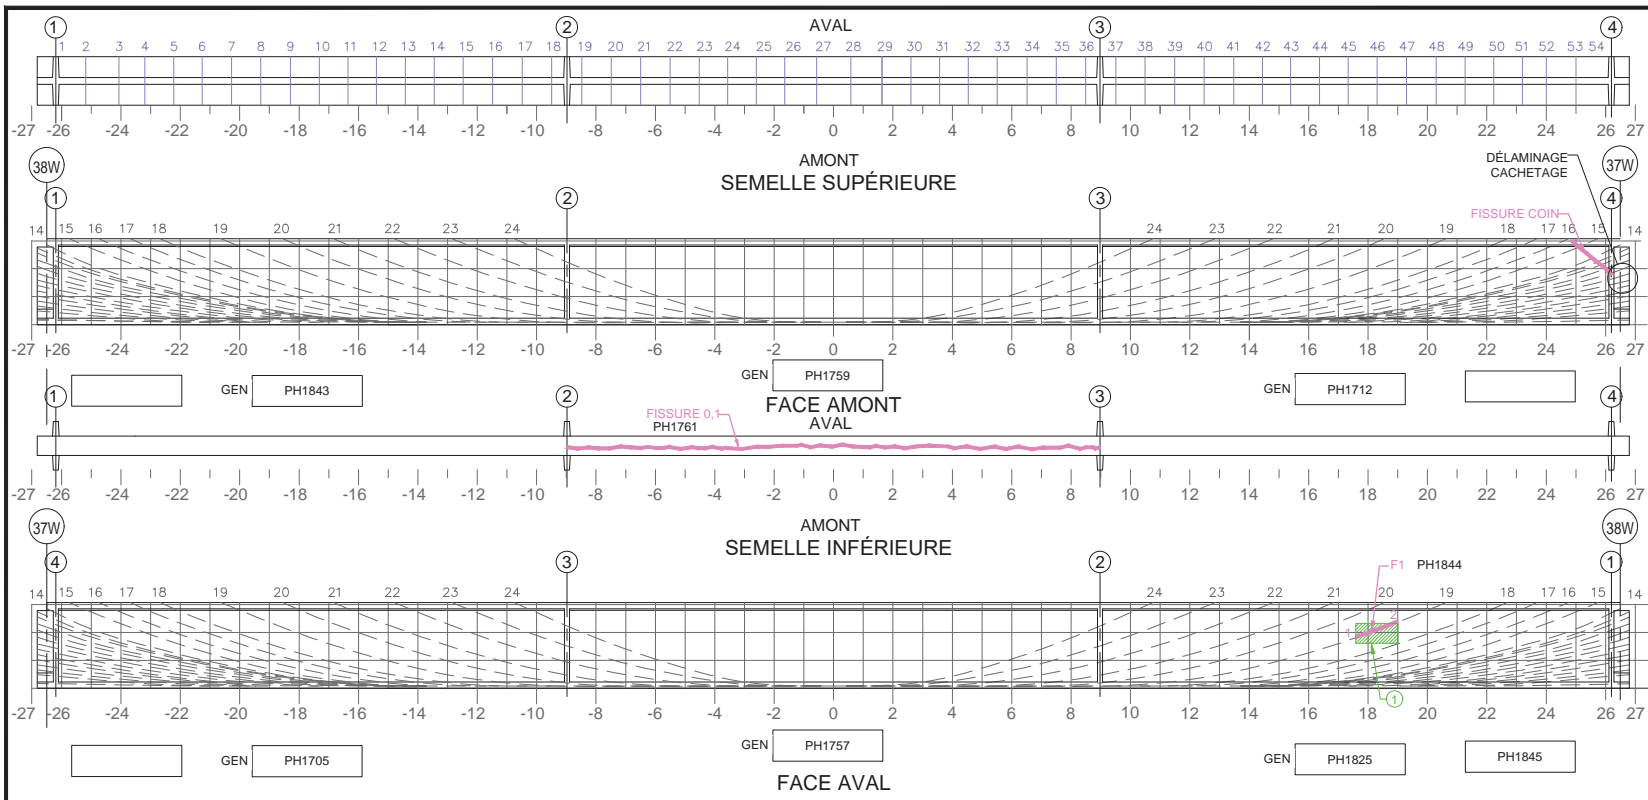 1 2 AVAL 3 4
1 2 3 4 5 6 7 8 9 10 11 12 13 14 15 16 17 18 19 20 21 22 23 24 25 26 27 28 29 30 31 32 33 34 35 36 37 38 39 40 41 42 43 44 45 46 47 48 49 50 51 52 53 54
-27 -26 -24 -22 -20 -18 -16 -14 -12 -10 -8 -6 -4 -2 0 2 4 6 8 10 12 14 16 18 20 22 24 26 27
38W AMONT DÉLAMINAGE 37W
CACHETAGE
SEMELLE SUPÉRIEURE
1 2 3 4
FISSURE COIN
14 15 16 17 18 19 20 21 22 23 24 24 23 22 21 20 19 18 17 16 15 14
-27 -26 -24 -22 -20 -18 -16 -14 -12 -10 -8 -6 -4 -2 0 2 4 6 8 10 12 14 16 18 20 22 24 26 27
GEN PH1843 GEN PH1759 GEN PH1712
1 2 FACE AMONT 3 4
FISSURE 0,1 AVAL
PH1761
-27 -26 -24 -22 -20 -18 -16 -14 -12 -10 -8 -6 -4 -2 0 2 4 6 8 10 12 14 16 18 20 22 24 26 27
37W AMONT 38W
SEMELLE INFÉRIEURE
4 3 2 1
F1 PH1844
14 15 16 17 18 19 20 21 22 23 24 24 23 22 21 20 19 18 17 16 15 14
1 2
1
-27 -26 -24 -22 -20 -18 -16 -14 -12 -10 -8 -6 -4 -2 0 2 4 6 8 10 12 14 16 18 20 22 24 26 27
GEN PH1705 GEN PH1757 GEN PH1825 PH1845
FACE AVAL